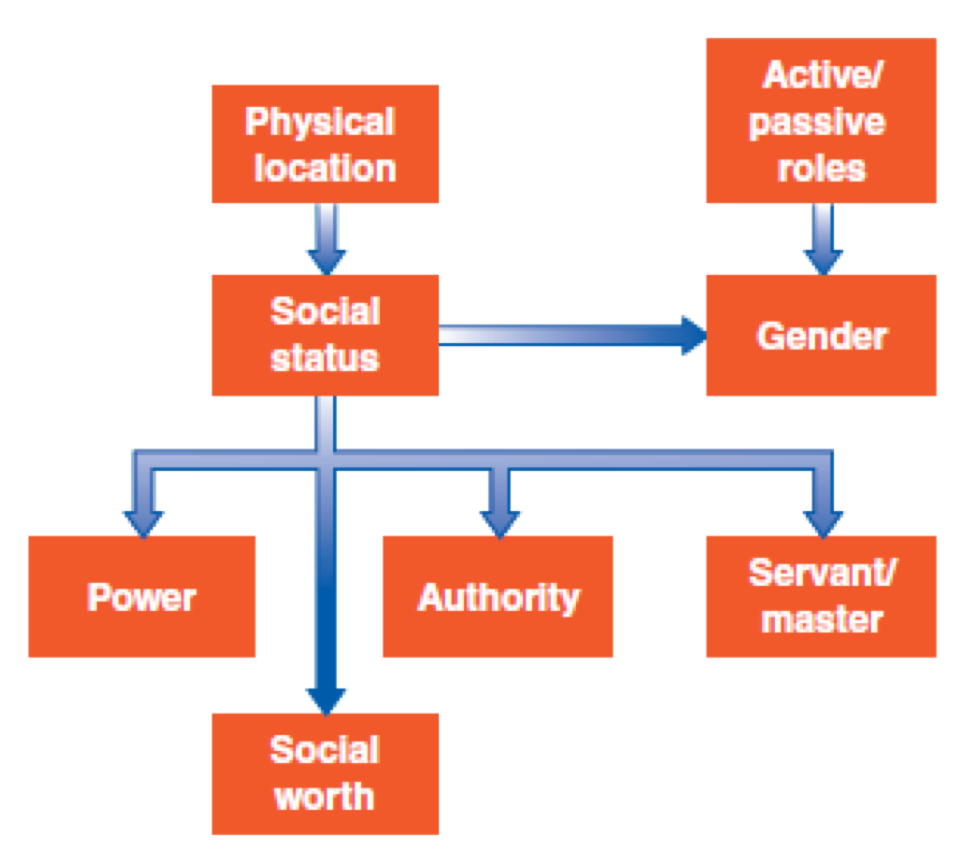 Physical
location
Active/
passive
roles
Social
status
Gender
Power
Authority
Servant/
master
Social
worth